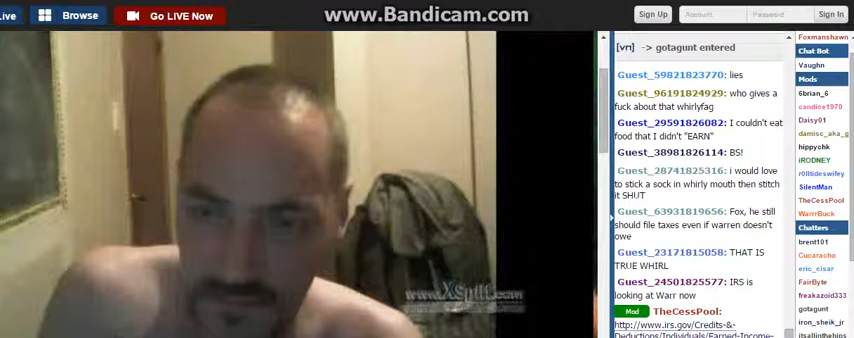 www.Bandicam.com
Live
Browse
Go LIVE Now
Sign Up
Account
Password
Sign In
[vn] -> gotagunt entered
Guest_59821823770: lies
Guest_96191824929: who gives a
fuck about that whirlyfag
Guest_29591826082: I couldn't eat
food that I didn't "EARN"
Guest_38981826114: BS!
Guest_28741825316: i would love
to stick a sock in whirly mouth then stitch
it SHUT
Guest_63931819656: Fox, he still
should file taxes even if warren doesn't
owe
Guest_23171815058: THAT IS
TRUE WHIRL
Guest_24501825577: IRS is
looking at Warr now
Mod TheCessPool:
http://www.irs.gov/Credits-&-
Deductions/Individuals/Earned-Income-
Foxmanshawn
Chat Bot
Vaughn
Mods
6brian_6
candice1970
Daisy01
damisc_aka_g
hippychk
iRODNEY
r0lltideswifey
SilentMan
TheCessPool
WarrrBuck
Chatters
brent101
Cucarache
eric_cisar
FairByte
freakazoid333
gotagunt
iron_sheik_jr
itsallinthehips
www.XSplit.com